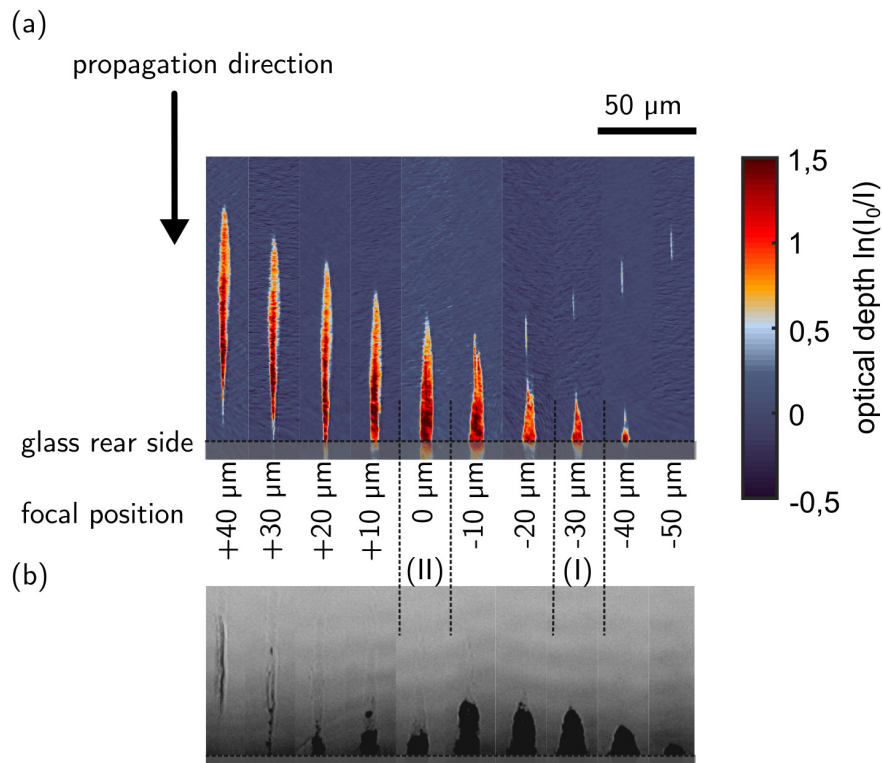 (a)
propagation direction
50 µm
1,5
1
0,5
0
-0,5
optical depth ln(I₀/I)
glass rear side
focal position
+40 µm
+30 µm
+20 µm
+10 µm
0 µm
-10 µm
-20 µm
-30 µm
-40 µm
-50 µm
(II)
(I)
(b)